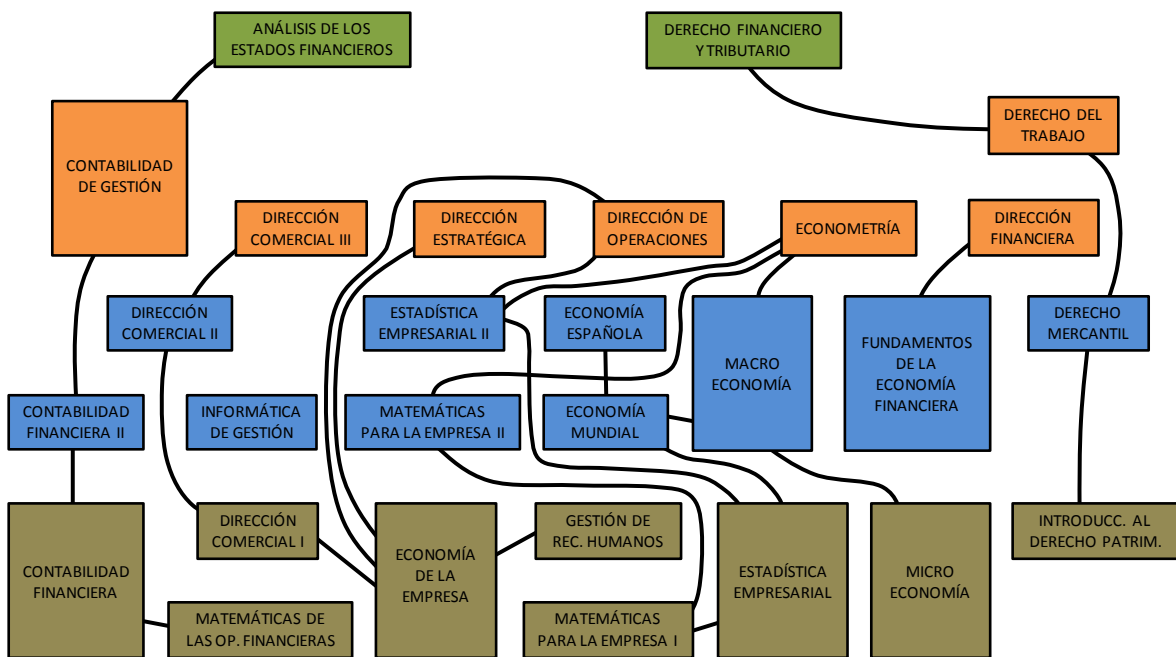 ANÁLISIS DE LOS
ESTADOS FINANCIEROS
DERECHO FINANCIERO
Y TRIBUTARIO
CONTABILIDAD
DE GESTIÓN
DERECHO DEL
TRABAJO
DIRECCIÓN
COMERCIAL III
DIRECCIÓN
ESTRATÉGICA
DIRECCIÓN DE
OPERACIONES
ECONOMETRÍA
DIRECCIÓN
FINANCIERA
DIRECCIÓN
COMERCIAL II
ESTADÍSTICA
EMPRESARIAL II
ECONOMÍA
ESPAÑOLA
MACRO
ECONOMÍA
FUNDAMENTOS
DE LA
ECONOMÍA
FINANCIERA
DERECHO
MERCANTIL
CONTABILIDAD
FINANCIERA II
INFORMÁTICA
DE GESTIÓN
MATEMÁTICAS
PARA LA EMPRESA II
ECONOMÍA
MUNDIAL
CONTABILIDAD
FINANCIERA
DIRECCIÓN
COMERCIAL I
ECONOMÍA
DE LA
EMPRESA
GESTIÓN DE
REC. HUMANOS
ESTADÍSTICA
EMPRESARIAL
MICRO
ECONOMÍA
INTRODUCC. AL
DERECHO PATRIM.
MATEMÁTICAS DE
LAS OP. FINANCIERAS
MATEMÁTICAS
PARA LA EMPRESA I